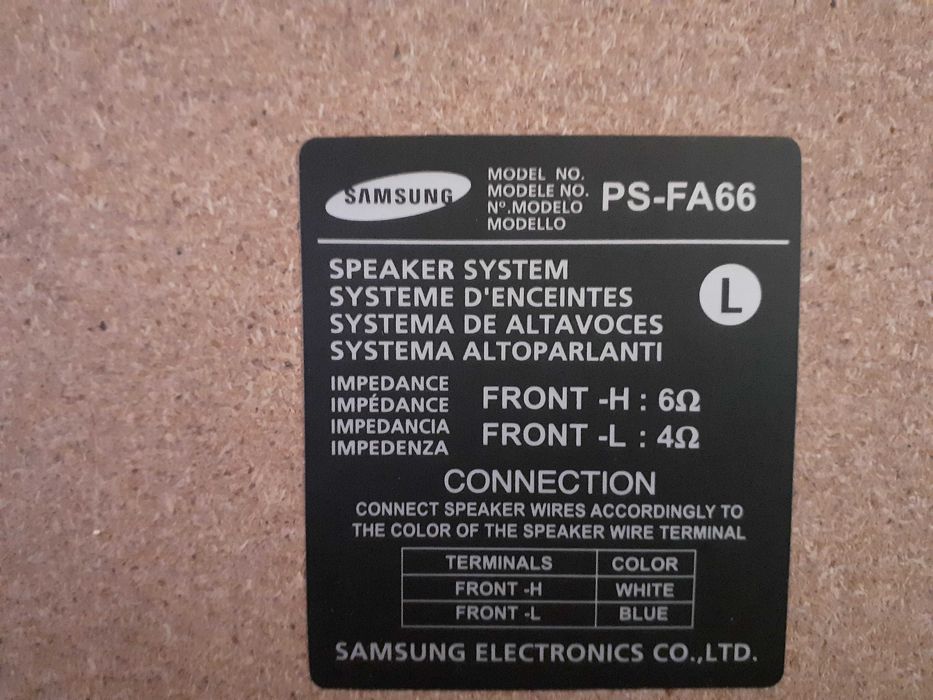 SAMSUNG
MODEL NO.
MODELE NO.
Nº.MODELO
MODELLO
PS-FA66
SPEAKER SYSTEM
SYSTEME D'ENCEINTES
SYSTEMA DE ALTAVOCES
SYSTEMA ALTOPARLANTI
L
IMPEDANCE
IMPÉDANCE
IMPEDANCIA
IMPEDENZA
FRONT -H : 6Ω
FRONT -L : 4Ω
CONNECTION
CONNECT SPEAKER WIRES ACCORDINGLY TO
THE COLOR OF THE SPEAKER WIRE TERMINAL
TERMINALS COLOR
FRONT -H WHITE
FRONT -L BLUE
SAMSUNG ELECTRONICS CO.,LTD.